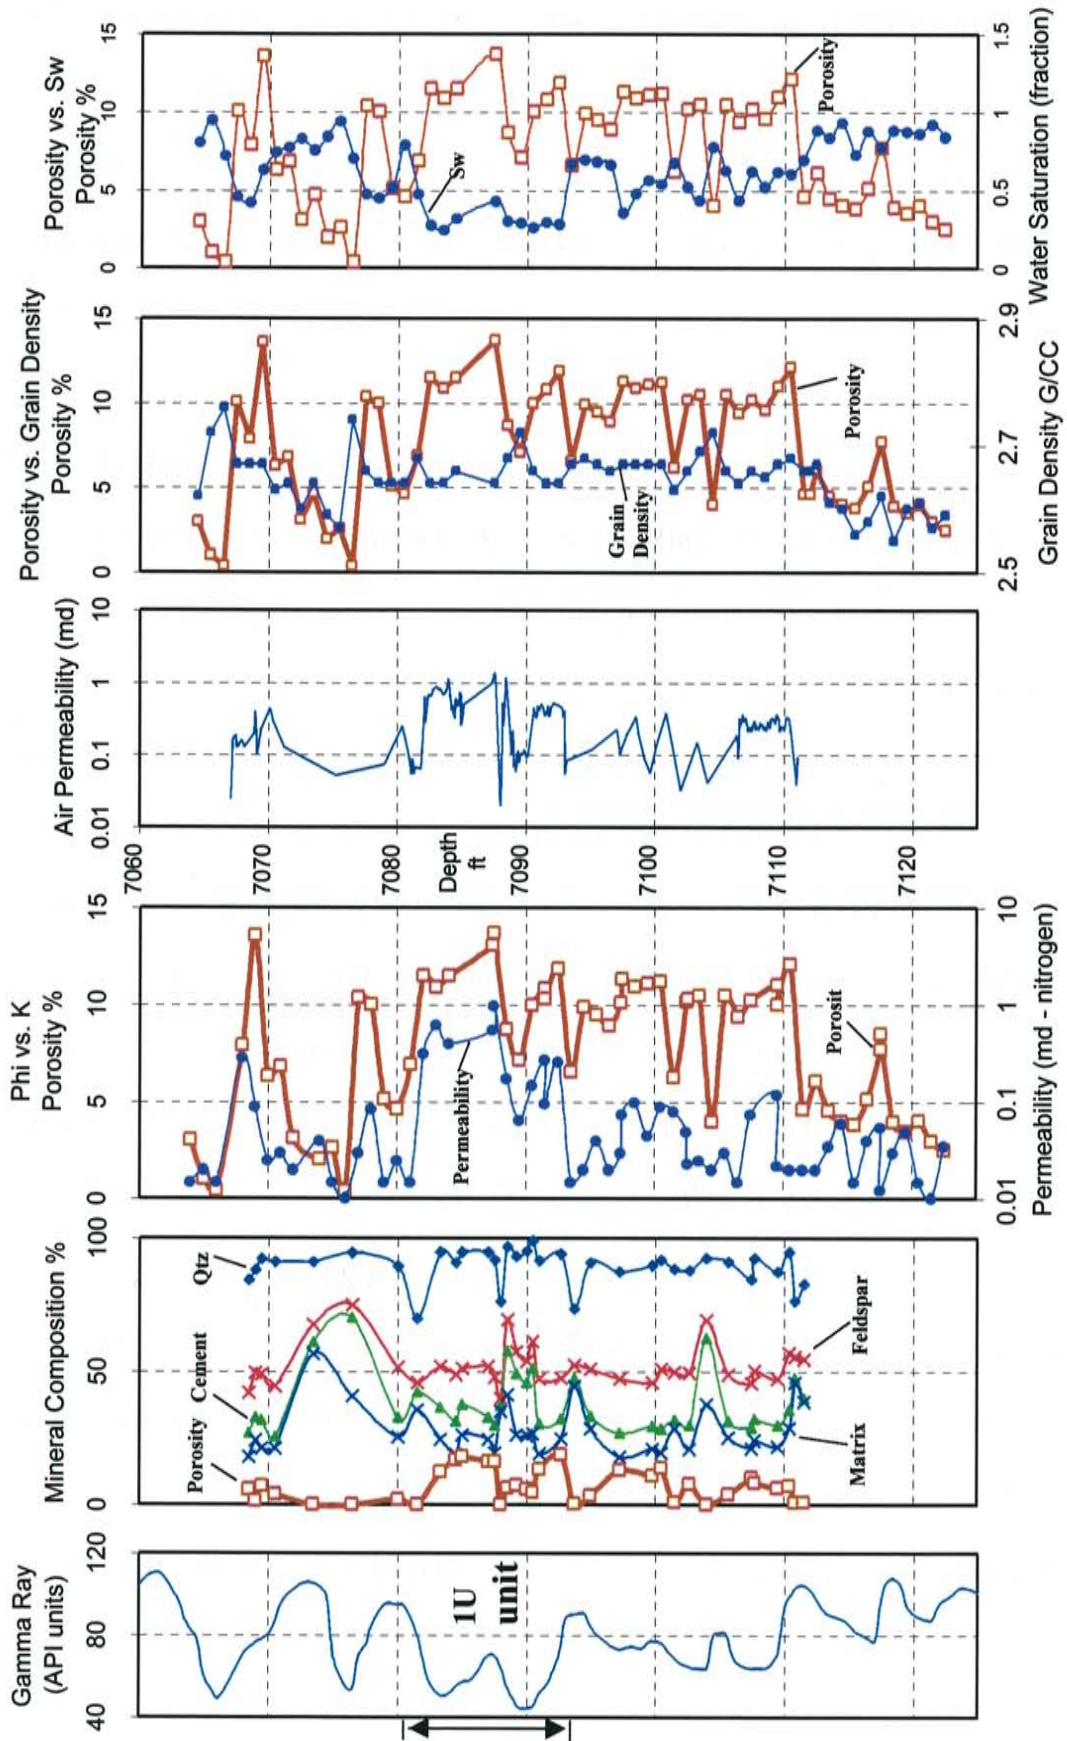 Gamma Ray
(API units)
40
80
120
1U
unit
Mineral Composition %
0
50
100
Porosity
Cement
Qtz
Matrix
Feldspar
Phi vs. K
Porosity %
0
5
10
15
Permeability
Porosit
0.01
0.1
1
10
Permeability (md - nitrogen)
7060
7070
7080
Depth
ft
7090
7100
7110
7120
Air Permeability (md)
0.01
0.1
1
10
Porosity vs. Grain Density
Porosity %
0
5
10
15
Grain
Density
Porosity
2.5
2.7
2.9
Grain Density G/CC
Porosity vs. Sw
Porosity %
0
5
10
15
Sw
Porosity
0
0.5
1
1.5
Water Saturation (fraction)